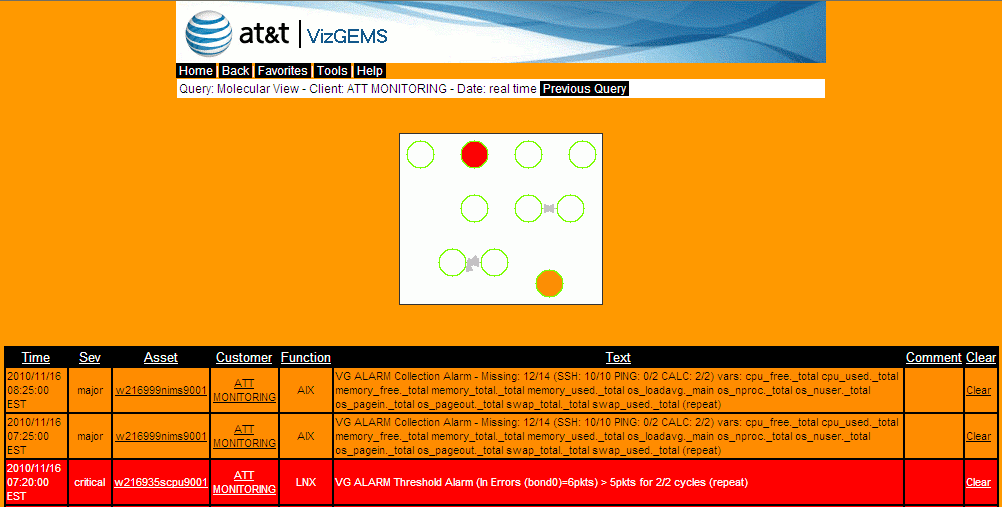 at&t | VizGEMS
Home Back Favorites Tools Help
Query: Molecular View - Client: ATT MONITORING - Date: real time Previous Query
Time Sev Asset Customer Function Text Comment Clear
2010/11/16 08:25:00 EST major w216999nims9001 ATT MONITORING AIX VG ALARM Collection Alarm - Missing: 12/14 (SSH: 10/10 PING: 0/2 CALC: 2/2) vars: cpu_free._total cpu_used._total
memory_free._total memory_total._total memory_used._total os_loadavg._main os_nproc._total os_nuser._total
os_pagein._total os_pageout._total swap_total._total swap_used._total (repeat) Clear
2010/11/16 07:25:00 EST major w216999nims9001 ATT MONITORING AIX VG ALARM Collection Alarm - Missing: 12/14 (SSH: 10/10 PING: 0/2 CALC: 2/2) vars: cpu_free._total cpu_used._total
memory_free._total memory_total._total memory_used._total os_loadavg._main os_nproc._total os_nuser._total
os_pagein._total os_pageout._total swap_total._total swap_used._total (repeat) Clear
2010/11/16 07:20:00 EST critical w216935scpu9001 ATT MONITORING LNX VG ALARM Threshold Alarm (In Errors (bond0)=6pkts) > 5pkts for 2/2 cycles (repeat) Clear